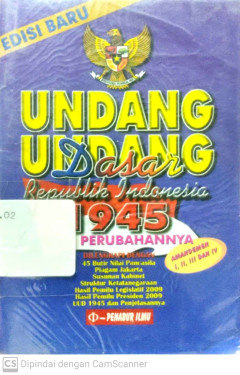 EDISI BARU
UNDANG
UNDANG
Dasar
Republik Indonesia
1945
PERUBAHANNYA
AMANDEMEN
I, II, III DAN IV
.02
45 Butir Nilai Pancasila
Piagam Jakarta
Susunan Kabinet
Struktur Ketatanegaraan
Hasil Pemilu Legislatif 2009
Hasil Pemilu Presiden 2009
UUD 1945 dan Penjelasannya
PENABUR ILMU
CS Dipindai dengan CamScanner